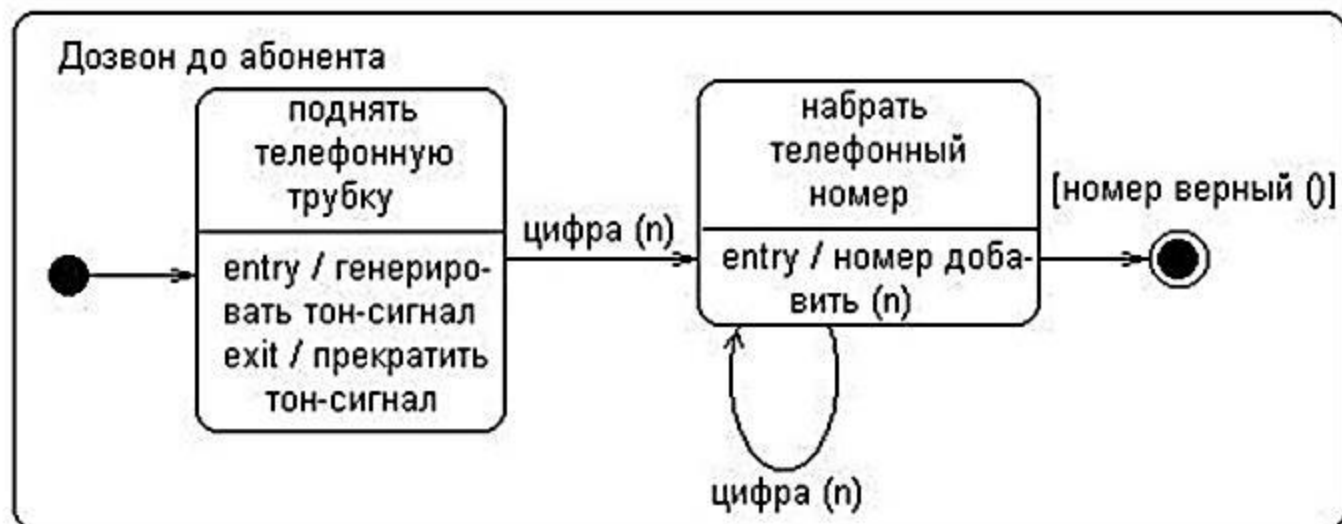 Дозвон до абонента
поднять
телефонную
трубку
entry / генериро-
вать тон-сигнал
exit / прекратить
тон-сигнал
цифра (n)
набрать
телефонный
номер
entry / номер доба-
вить (n)
цифра (n)
[номер верный ()]